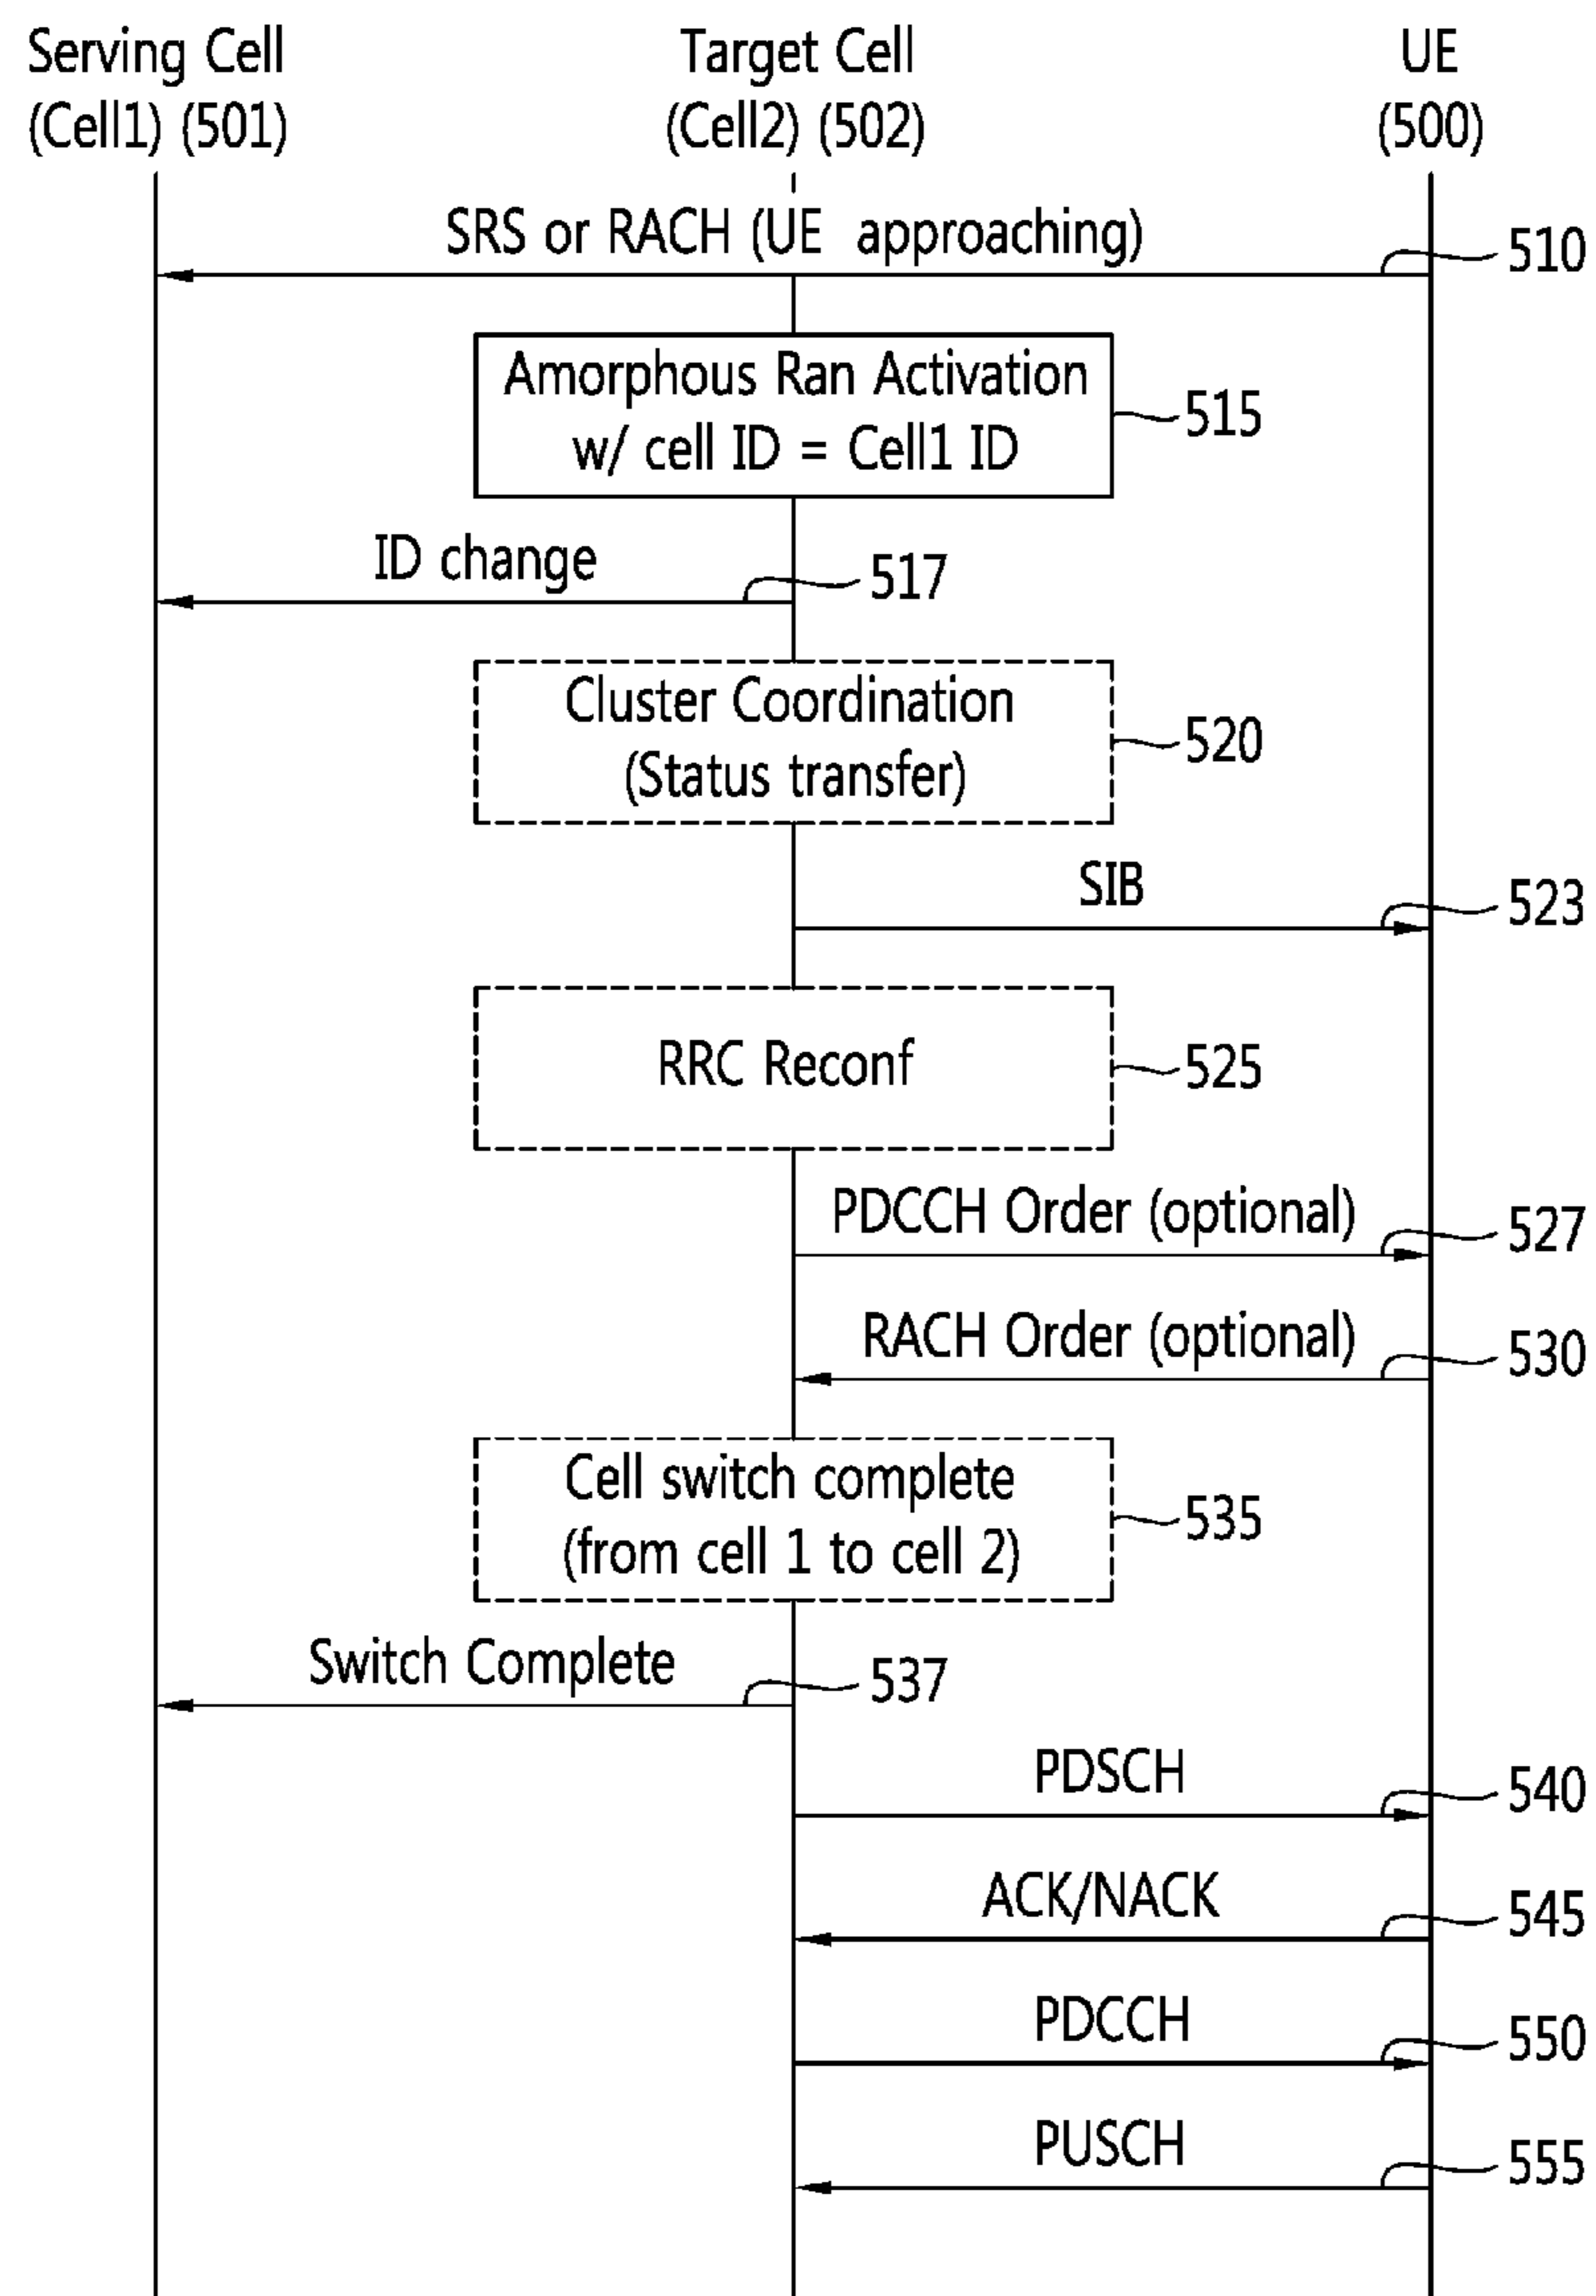 Serving Cell
(Cell1) (501)
Target Cell
(Cell2) (502)
UE
(500)
SRS or RACH (UE approaching)
510
Amorphous Ran Activation
w/ cell ID = Cell1 ID
515
ID change
517
Cluster Coordination
(Status transfer)
520
SIB
523
RRC Reconf
525
PDCCH Order (optional)
527
RACH Order (optional)
530
Cell switch complete
(from cell 1 to cell 2)
535
Switch Complete
537
PDSCH
540
ACK/NACK
545
PDCCH
550
PUSCH
555